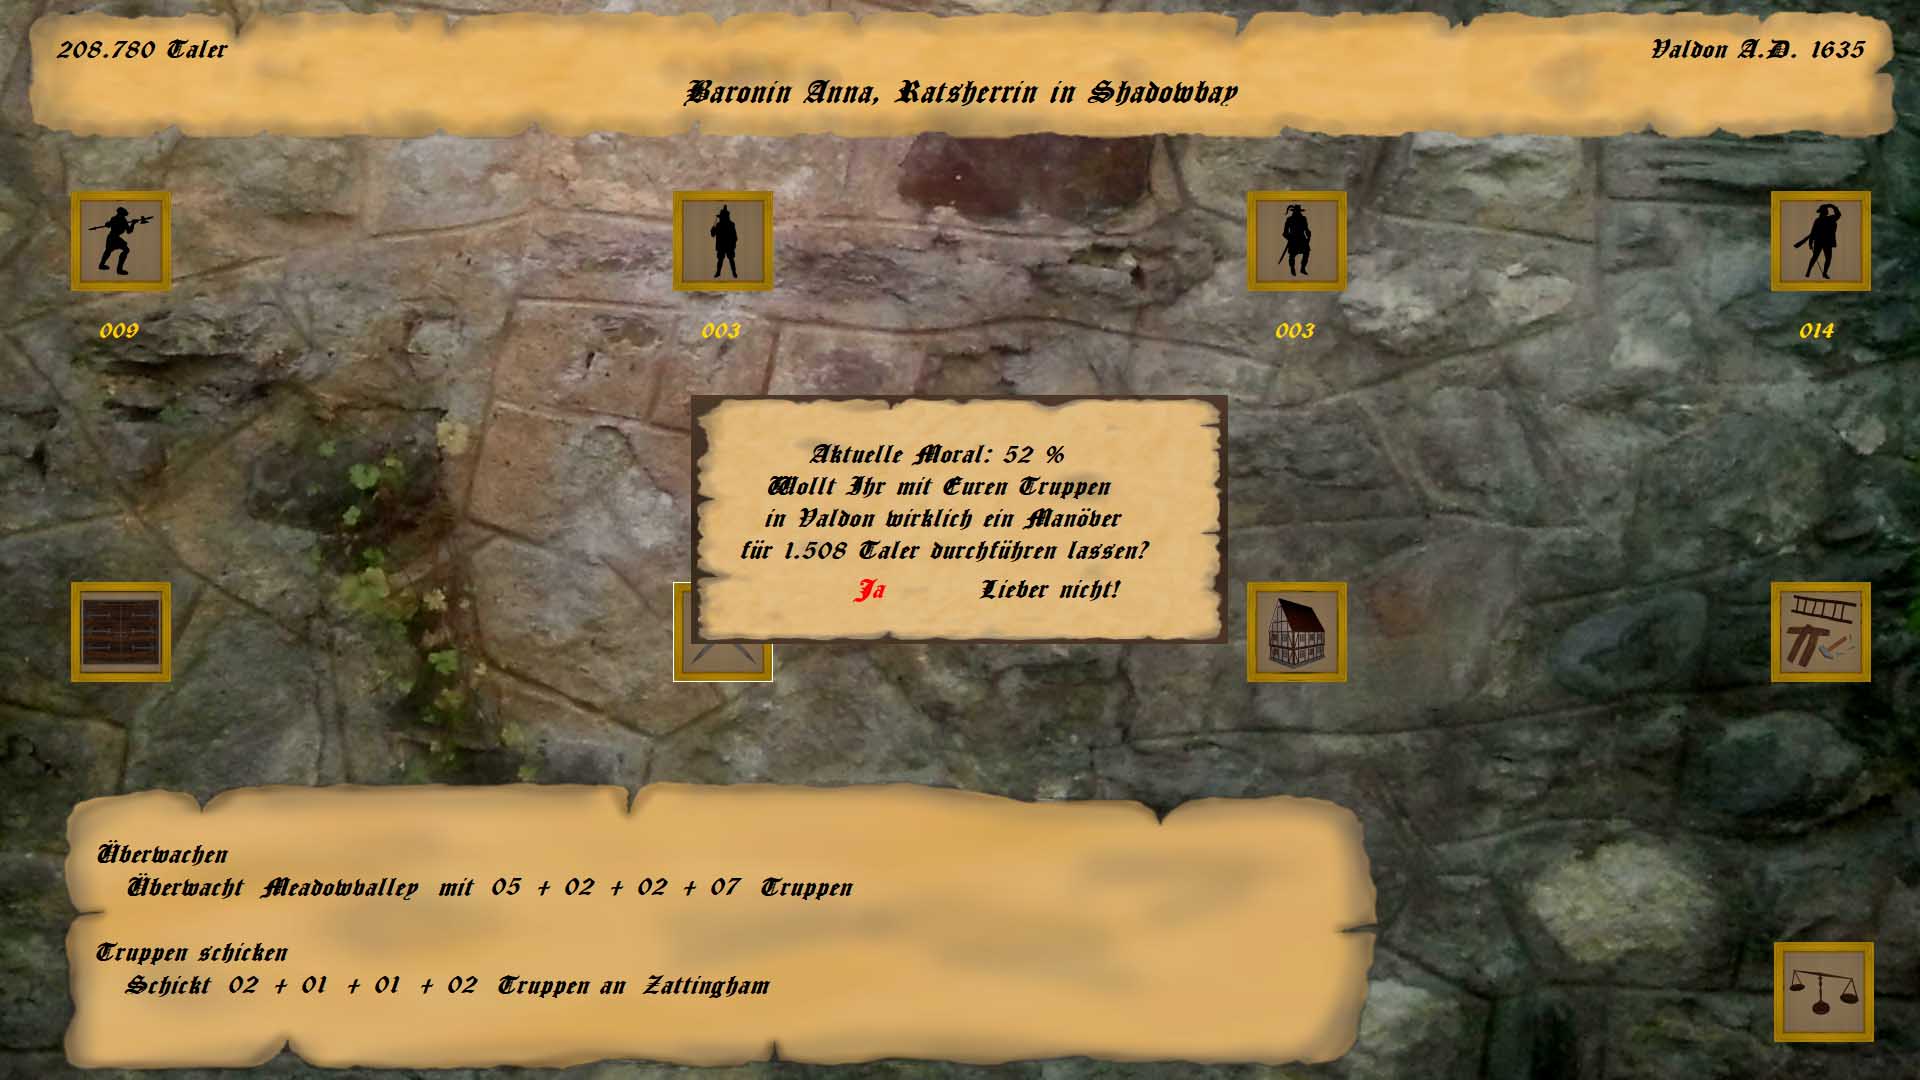 208.780 Taler
Valdon A.D. 1635
Baronin Anna, Ratsherrin in Shadowbay
009
003
003
014
Aktuelle Moral: 52 %
Wollt Ihr mit Euren Truppen
in Valdon wirklich ein Manöver
für 1.508 Taler durchführen lassen?
Ja Lieber nicht!
Überwachen
Überwacht Meadowvalley mit 05 + 02 + 02 + 07 Truppen
Truppen schicken
Schickt 02 + 01 + 01 + 02 Truppen an Zattingham